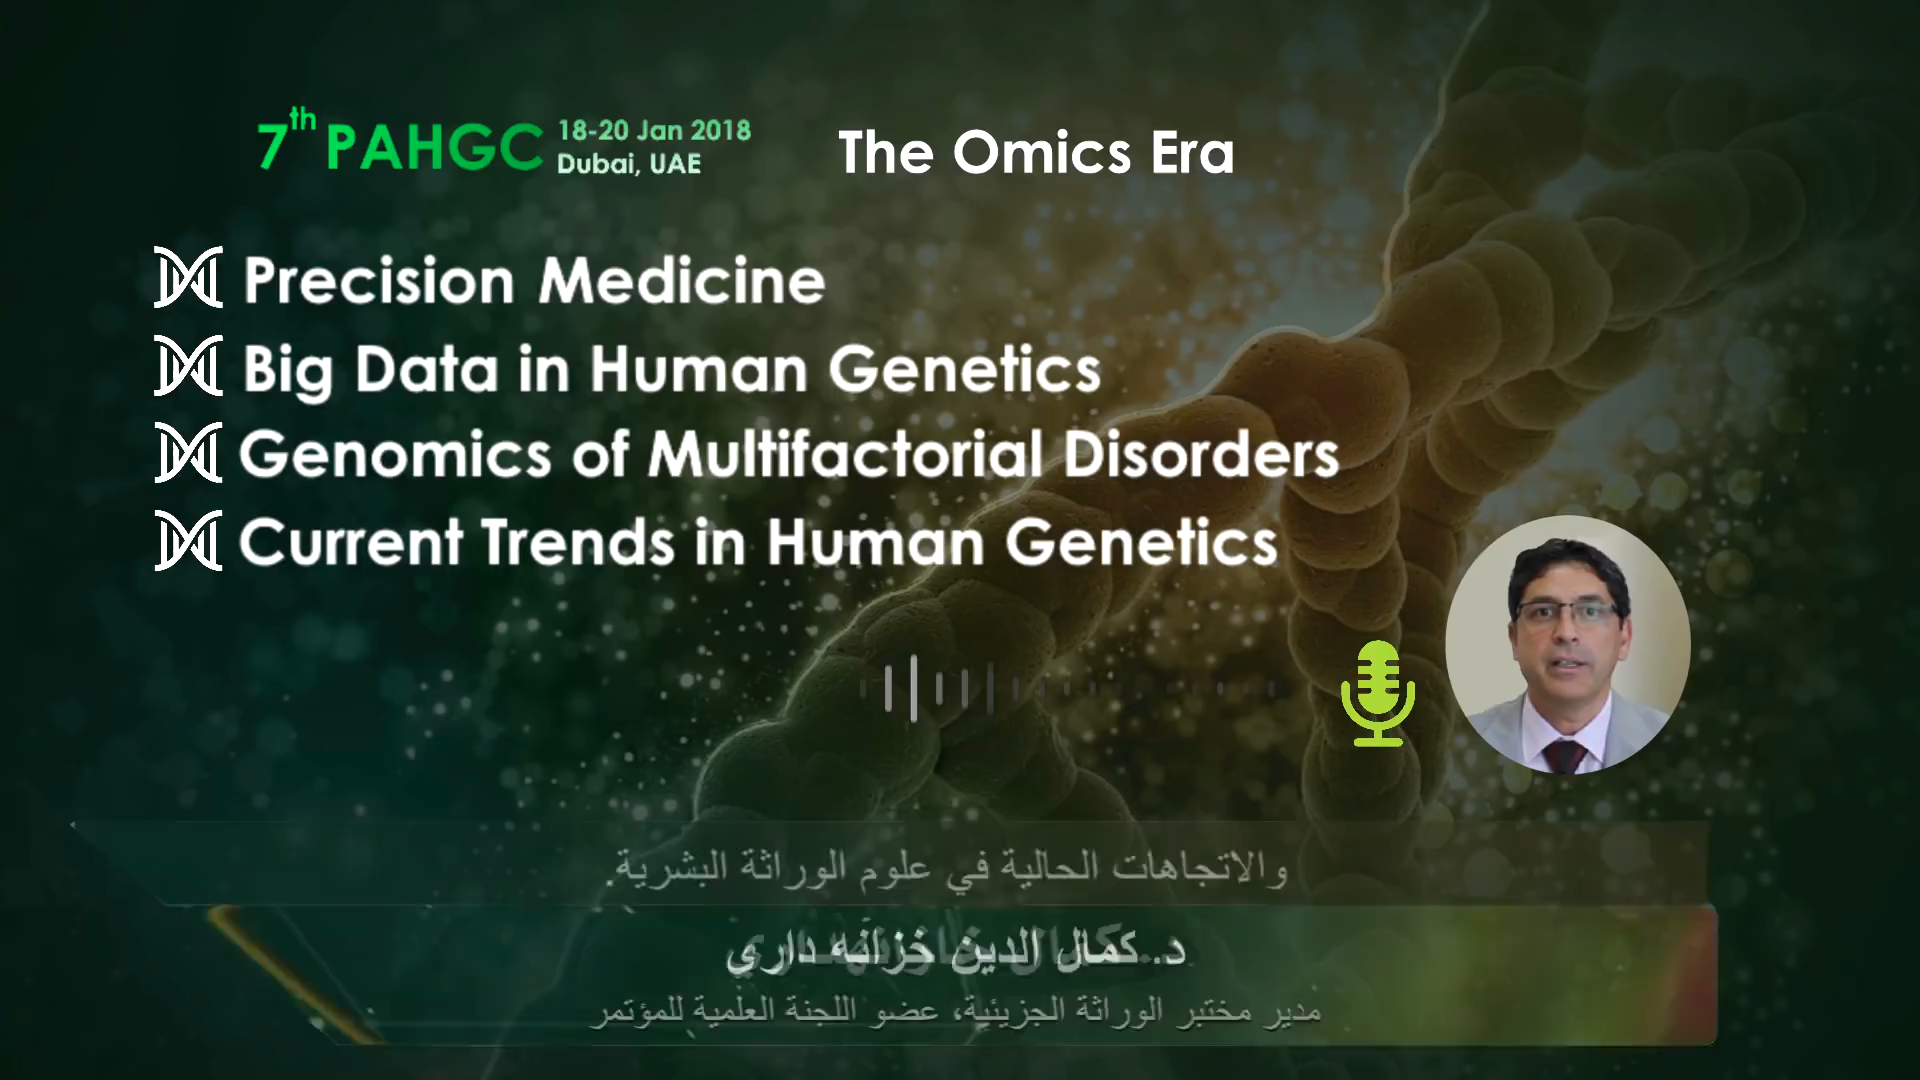 7th PAHGC
18-20 Jan 2018
Dubai, UAE
The Omics Era
Precision Medicine
Big Data in Human Genetics
Genomics of Multifactorial Disorders
Current Trends in Human Genetics
والاتجاهات الحالية في علوم الوراثة البشرية.
د. كمال الدين خزانه داري
مدير مختبر الوراثة الجزيئية، عضو اللجنة العلمية للمؤتمر